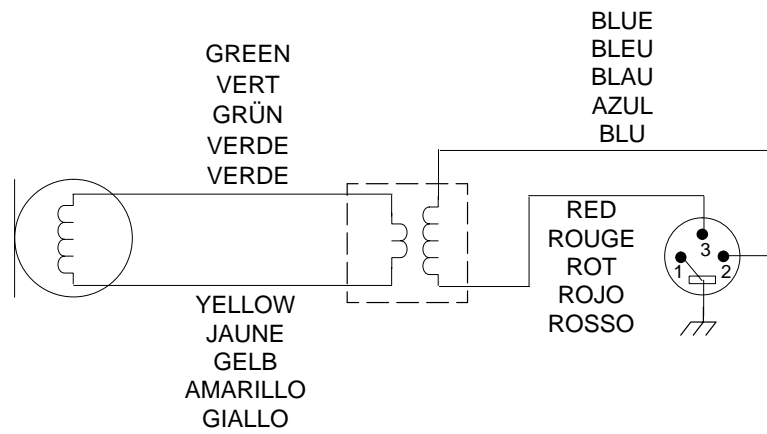 GREEN
VERT
GRÜN
VERDE
VERDE
BLUE
BLEU
BLAU
AZUL
BLU
RED
ROUGE
ROT
ROJO
ROSSO
3
1
2
YELLOW
JAUNE
GELB
AMARILLO
GIALLO